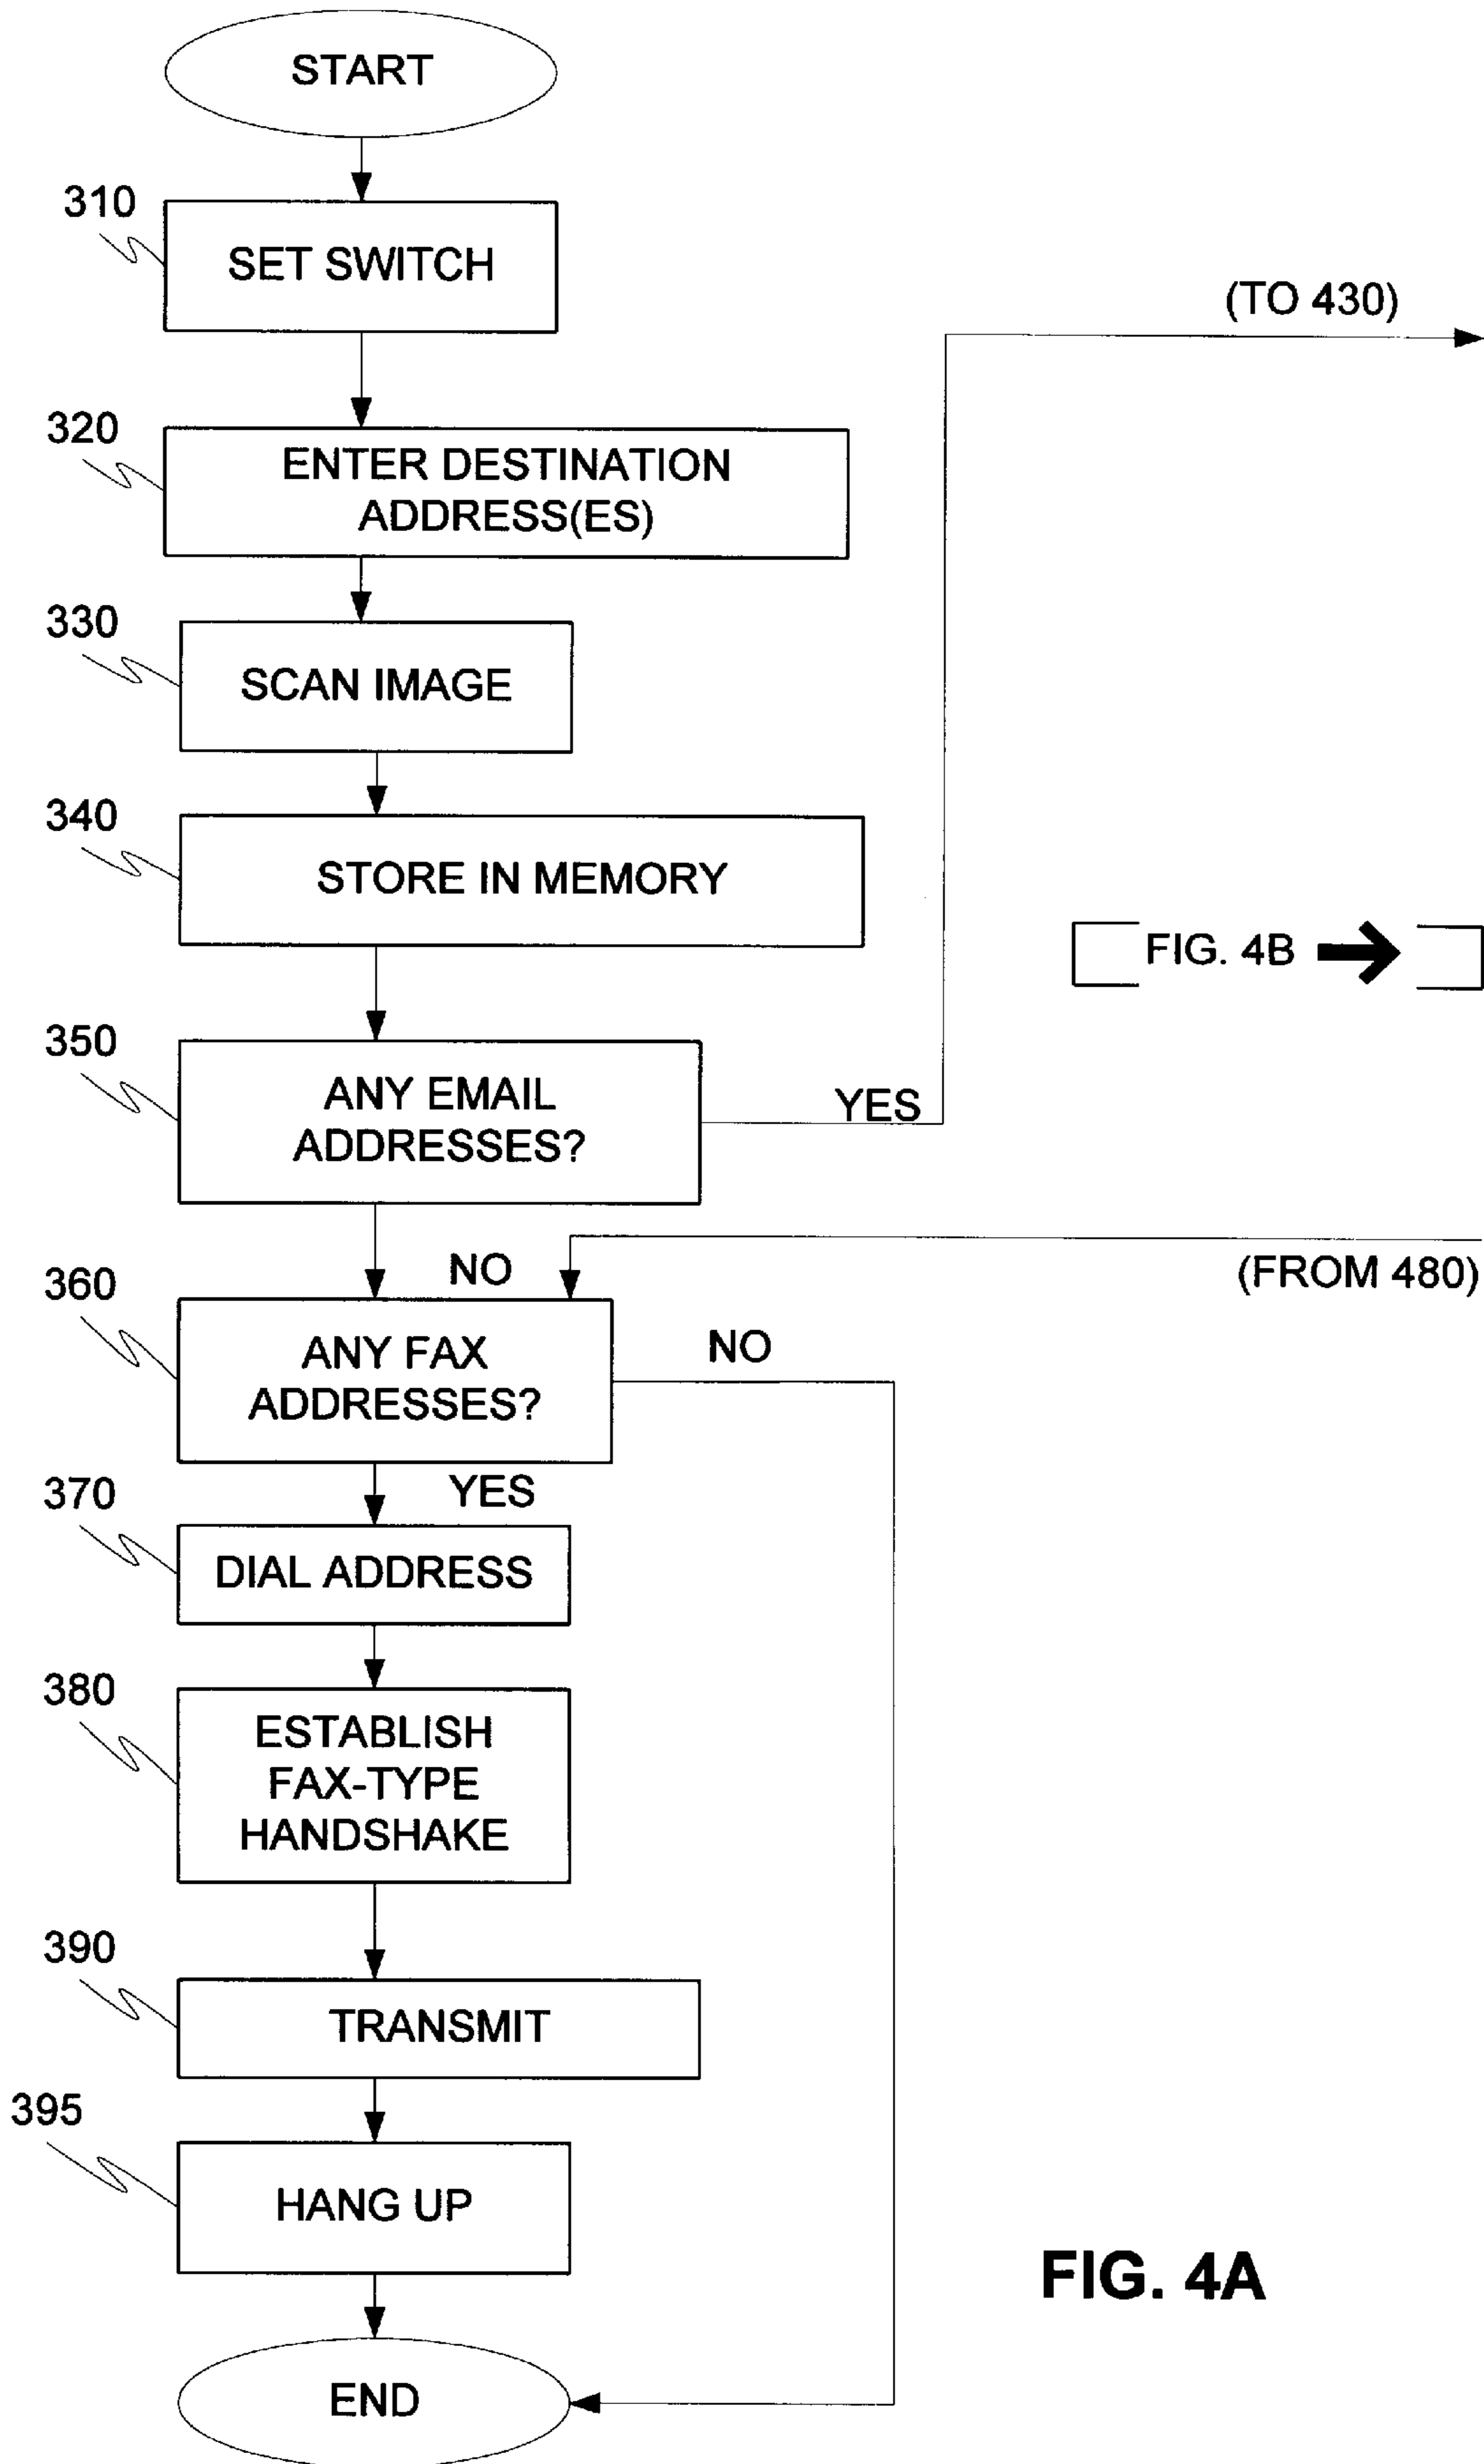 START
310
SET SWITCH
(TO 430)
320
ENTER DESTINATION
ADDRESS(ES)
330
SCAN IMAGE
340
STORE IN MEMORY
FIG. 4B
350
ANY EMAIL
ADDRESSES?
YES
NO
(FROM 480)
360
ANY FAX
ADDRESSES?
NO
YES
370
DIAL ADDRESS
380
ESTABLISH
FAX-TYPE
HANDSHAKE
390
TRANSMIT
395
HANG UP
FIG. 4A
END